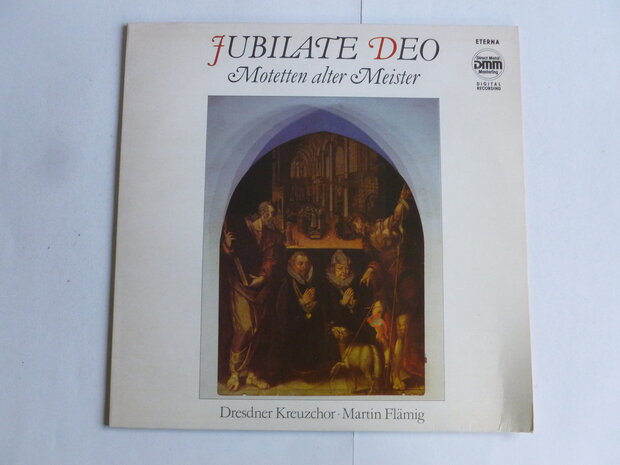 JUBILATE DEO
Motetten alter Meister
ETERNA
Direct Metal
DMM
Mastering
DIGITAL
RECORDING
Dresdner Kreuzchor · Martin Flämig